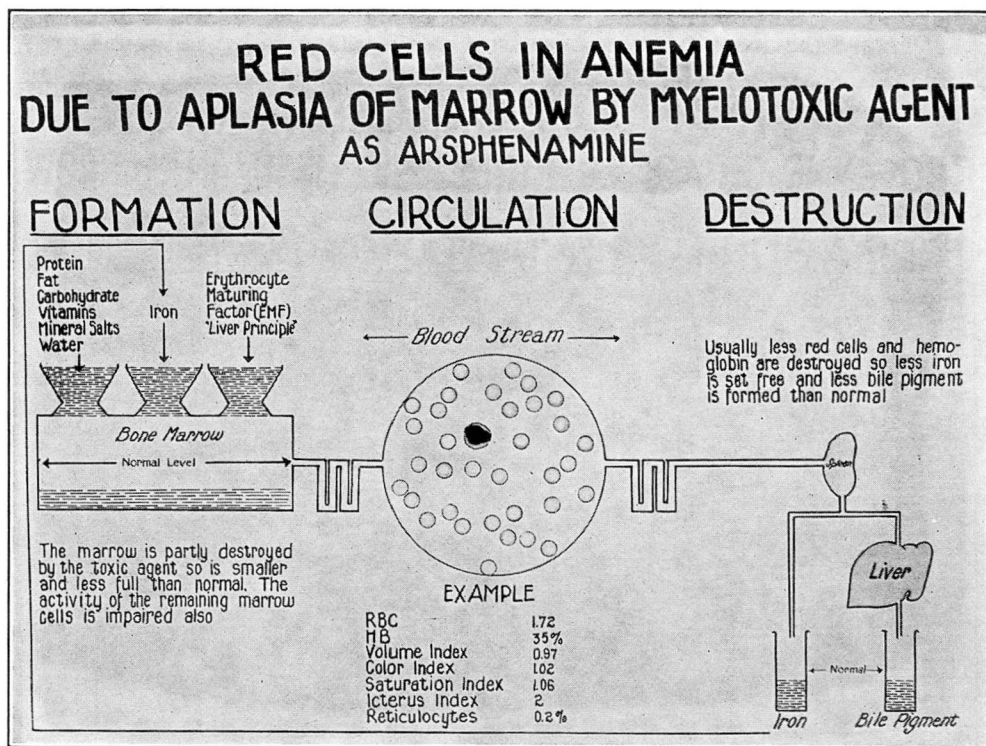 RED CELLS IN ANEMIA
DUE TO APLASIA OF MARROW BY MYELOTOXIC AGENT
AS ARSPHENAMINE
FORMATION
Protein
Fat
Carbohydrate
Vitamins
Mineral Salts
Water
Iron
Erythrocyte
Maturing
Factor (EMF)
"Liver Principle"
Bone Marrow
Normal Level
The marrow is partly destroyed
by the toxic agent so is smaller
and less full than normal. The
activity of the remaining marrow
cells is impaired also
CIRCULATION
Blood Stream
EXAMPLE
RBC 1.72
HB 35%
Volume Index 0.97
Color Index 1.02
Saturation Index 1.06
Icterus Index 2
Reticulocytes 0.2%
DESTRUCTION
Usually less red cells and hemo-
globin are destroyed so less iron
is set free and less bile pigment
is formed than normal
Spleen
Liver
Normal
Iron
Bile Pigment